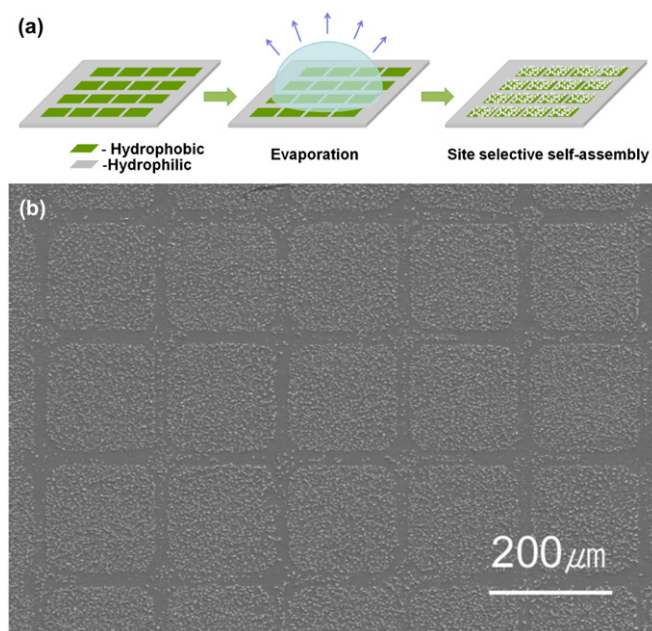 (a)
- Hydrophobic
-Hydrophilic
Evaporation
Site selective self-assembly
(b)
200μm